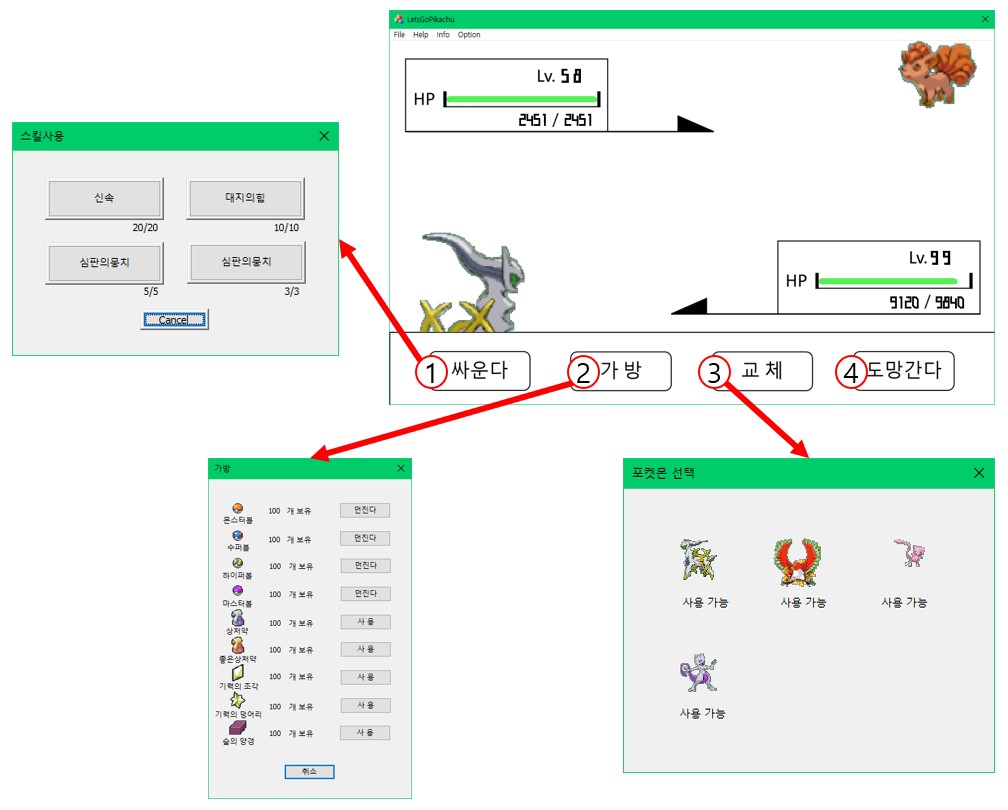 LetsGoPikachu
File Help Info Option
Lv. 58
HP
2451 / 2451
Lv. 99
HP
9120 / 9840
1 싸운다
2 가 방
3 교 체
4 도망간다
스킬사용
신속
대지의힘
20/20
10/10
심판의뭉치
심판의뭉치
5/5
3/3
Cancel
가방
몬스터볼 100 개 보유 던진다
수퍼볼 100 개 보유 던진다
하이퍼볼 100 개 보유 던진다
마스터볼 100 개 보유 던진다
상처약 100 개 보유 사 용
좋은상처약 100 개 보유 사 용
기력의 조각 100 개 보유 사 용
기력의 덩어리 100 개 보유 사 용
숲의 양갱 100 개 보유 사 용
취소
포켓몬 선택
사용 가능
사용 가능
사용 가능
사용 가능